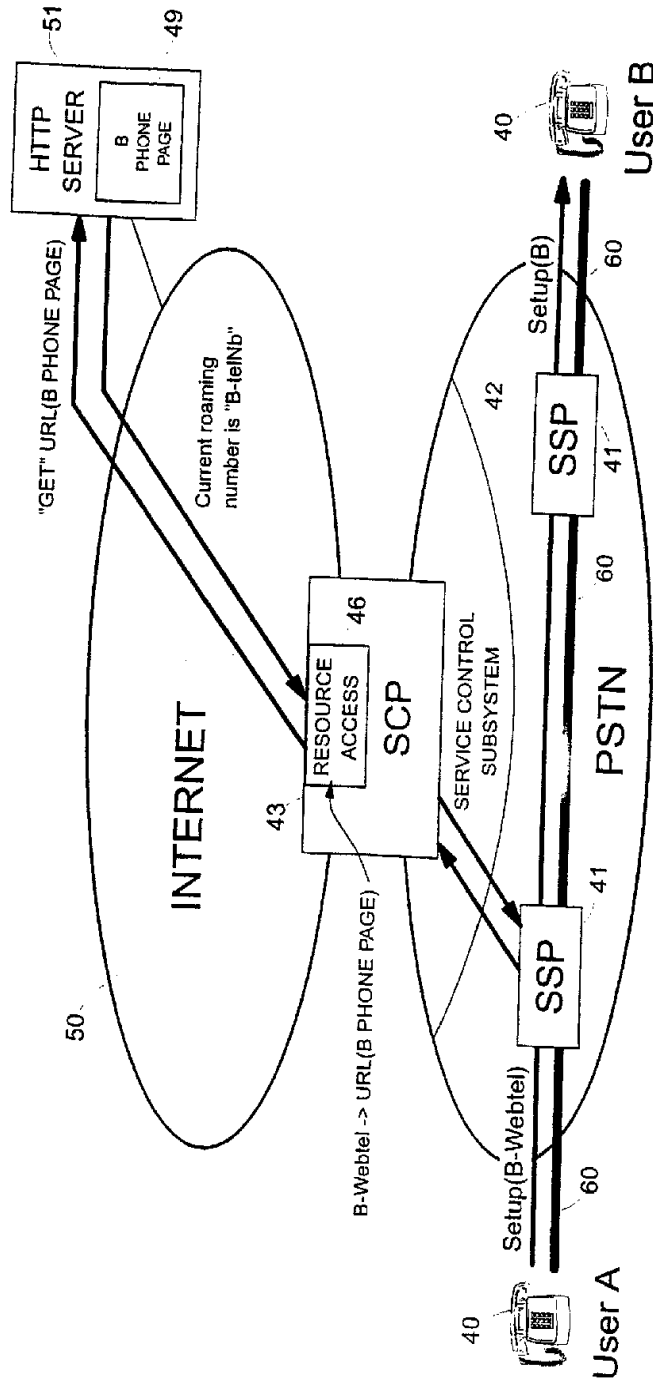 51
HTTP
SERVER
49
B
PHONE
PAGE
"GET" URL(B PHONE PAGE)
50
INTERNET
Current roaming
number is "B-telNb"
43
RESOURCE
ACCESS
46
SCP
B-Webtel -> URL(B PHONE PAGE)
SERVICE CONTROL
SUBSYSTEM
42
40
User A
Setup(B-Webtel)
60
SSP
41
60
PSTN
SSP
41
Setup(B)
60
40
User B